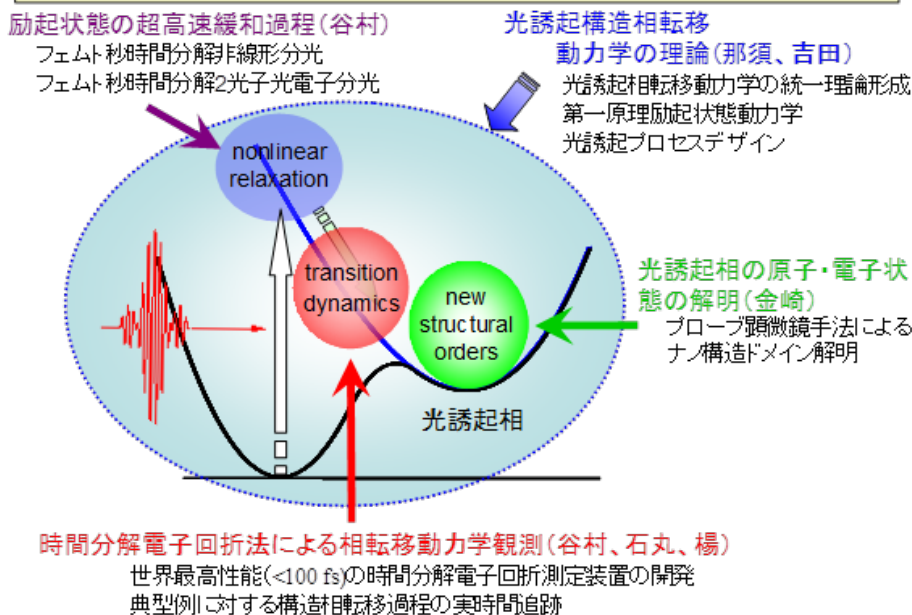 励起状態の超高速緩和過程(谷村)
フェムト秒時間分解非線形分光
フェムト秒時間分解2光子光電子分光
光誘起構造相転移
動力学の理論(那須、吉田)
光誘起相転移動力学の統一理論形成
第一原理励起状態動力学
光誘起プロセスデザイン
nonlinear
relaxation
transition
dynamics
new
structural
orders
光誘起相
光誘起相の原子・電子状
態の解明(金崎)
プローブ顕微鏡手法による
ナノ構造ドメイン解明
時間分解電子回折法による相転移動力学観測(谷村、石丸、楊)
世界最高性能(<100 fs)の時間分解電子回折測定装置の開発
典型例に対する構造相転移過程の実時間追跡